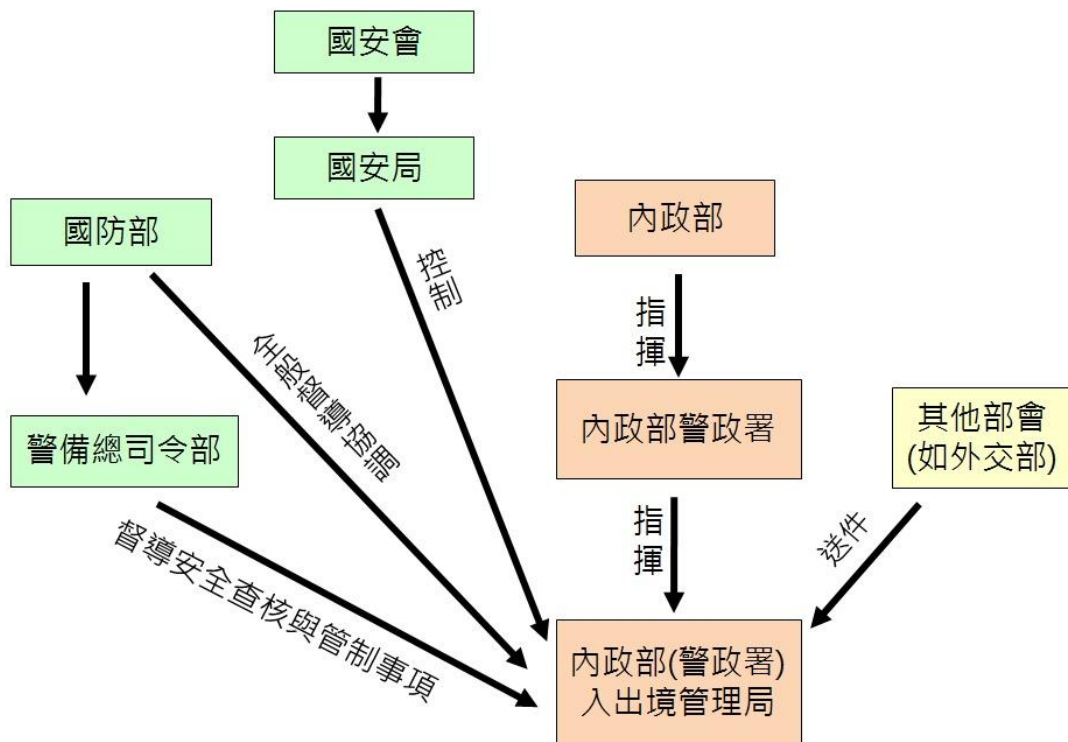 國安會
國安局
國防部
內政部
控制
指揮
全般督導協調
警備總司令部
內政部警政署
其他部會
(如外交部)
指揮
送件
督導安全查核與管制事項
內政部(警政署)
入出境管理局